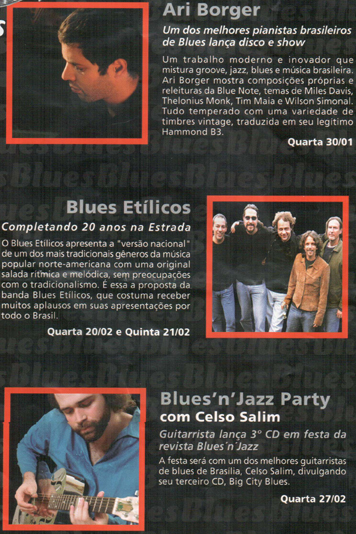 Ari Borger
Um dos melhores pianistas brasileiros
de Blues lança disco e show
Um trabalho moderno e inovador que
mistura groove, jazz, blues e música brasileira.
Ari Borger mostra composições próprias e
releituras da Blue Note, temas de Miles Davis,
Thelonius Monk, Tim Maia e Wilson Simonal.
Tudo temperado com uma variedade de
timbres vintage, traduzida em seu legitimo
Hammond B3.
Quarta 30/01
Blues Etílicos
Completando 20 anos na Estrada
O Blues Etílicos apresenta a "versão nacional"
de um dos mais tradicionais gêneros da música
popular norte-americana com uma original
salada rítmica e melódica, sem preocupações
com o tradicionalismo. É essa a proposta da
banda Blues Etílicos, que costuma receber
muitos aplausos em suas apresentações por
todo o Brasil.
Quarta 20/02 e Quinta 21/02
Blues'n'Jazz Party
com Celso Salim
Guitarrista lança 3º CD em festa da
revista Blues´n´Jazz
A festa será com um dos melhores guitarristas
de blues de Brasília, Celso Salim, divulgando
seu terceiro CD, Big City Blues.
Quarta 27/02